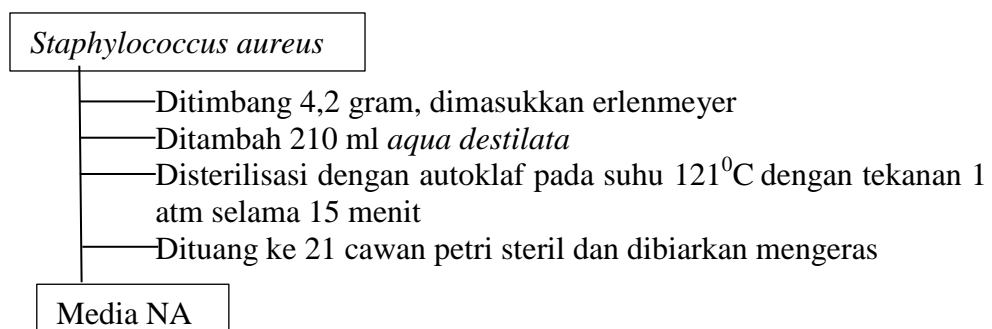 Staphylococcus aureus
Ditimbang 4,2 gram, dimasukkan erlenmeyer
Ditambah 210 ml aqua destilata
Disterilisasi dengan autoklaf pada suhu 121⁰C dengan tekanan 1
atm selama 15 menit
Dituang ke 21 cawan petri steril dan dibiarkan mengeras
Media NA